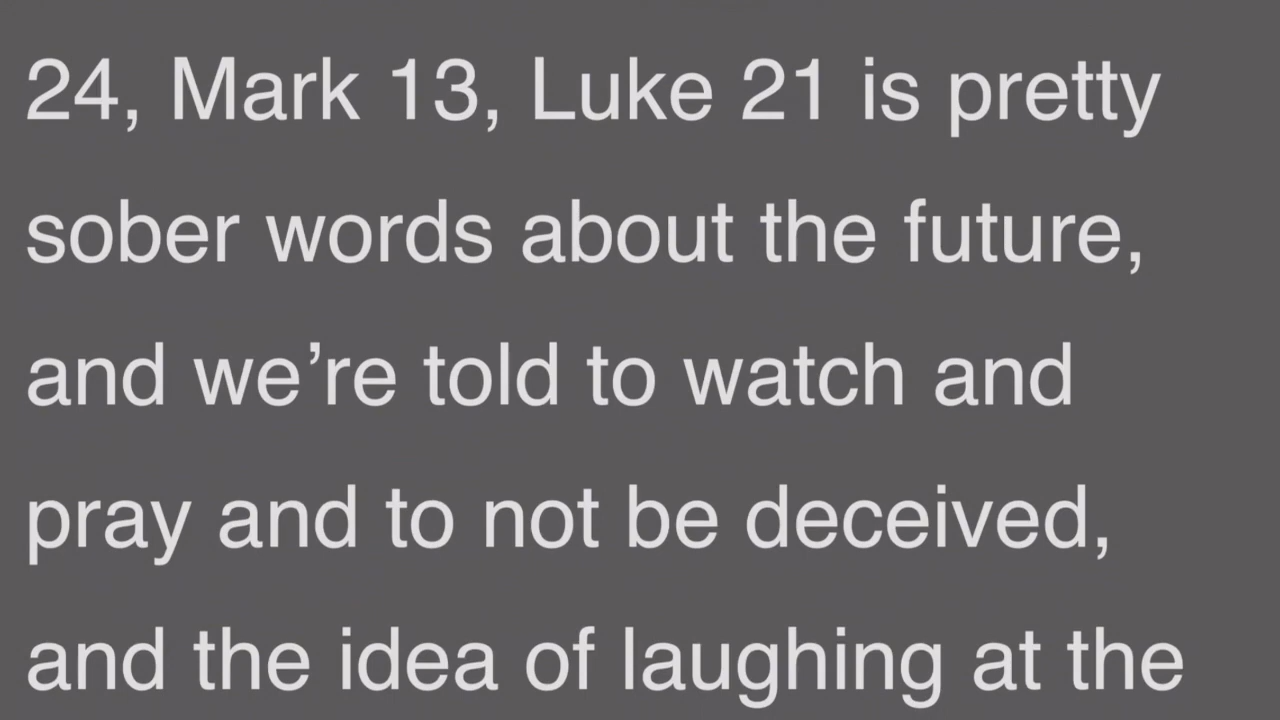 24, Mark 13, Luke 21 is pretty
sober words about the future,
and we’re told to watch and
pray and to not be deceived,
and the idea of laughing at the